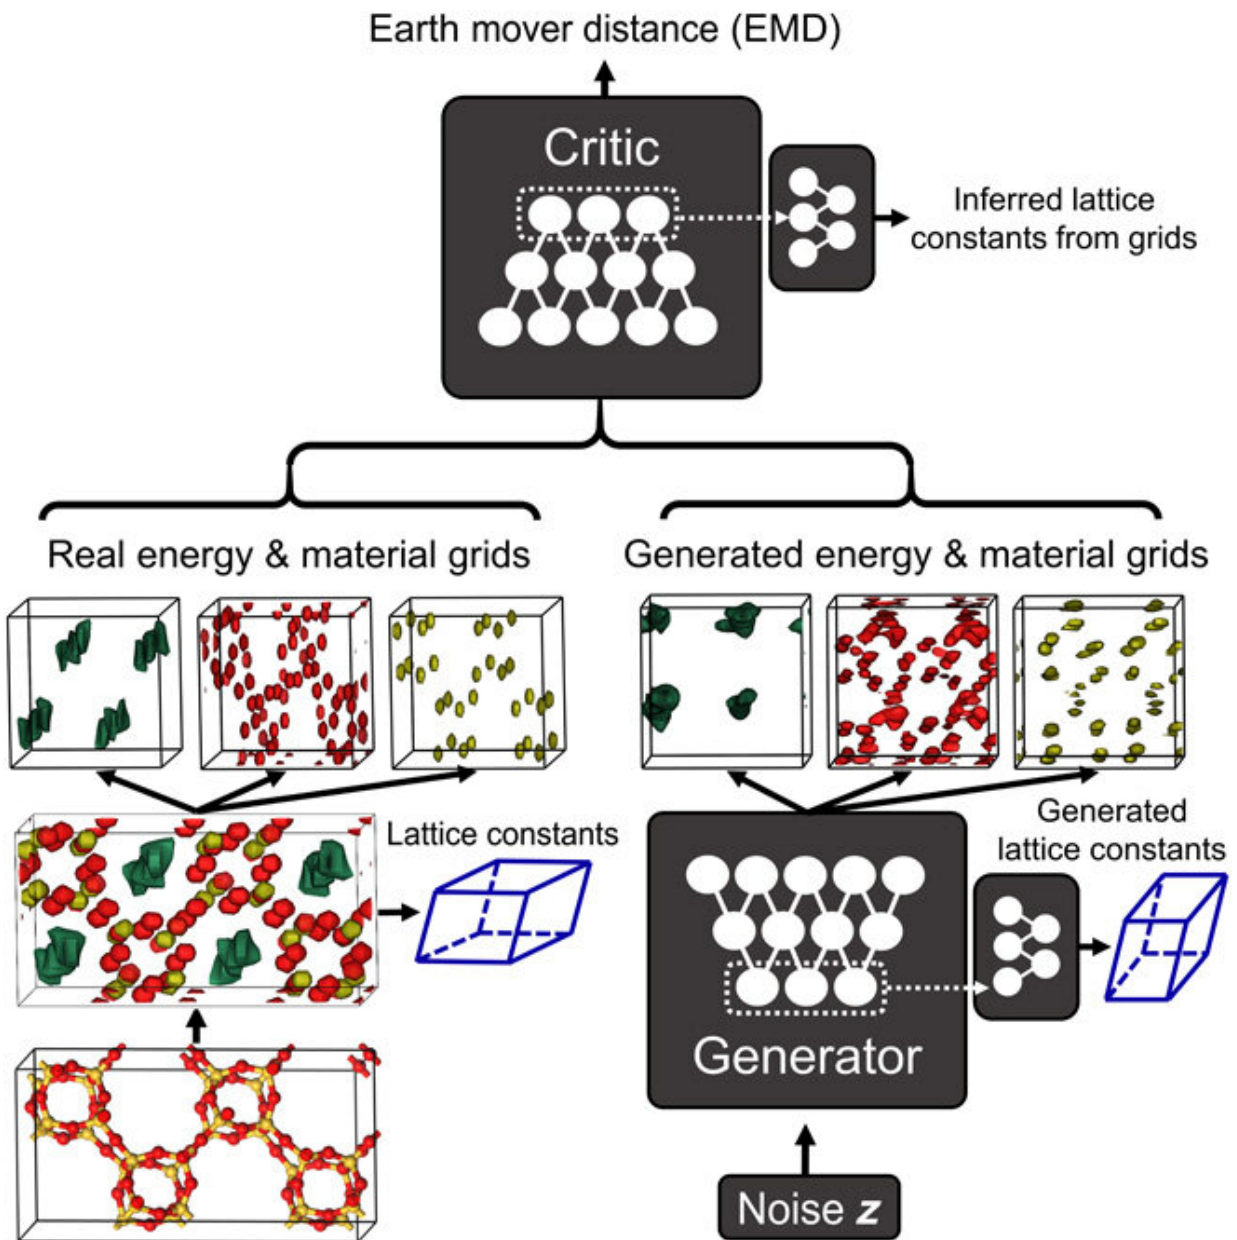 Earth mover distance (EMD)
Critic
Inferred lattice
constants from grids
Real energy & material grids
Generated energy & material grids
Lattice constants
Generated
lattice constants
Generator
Noise z